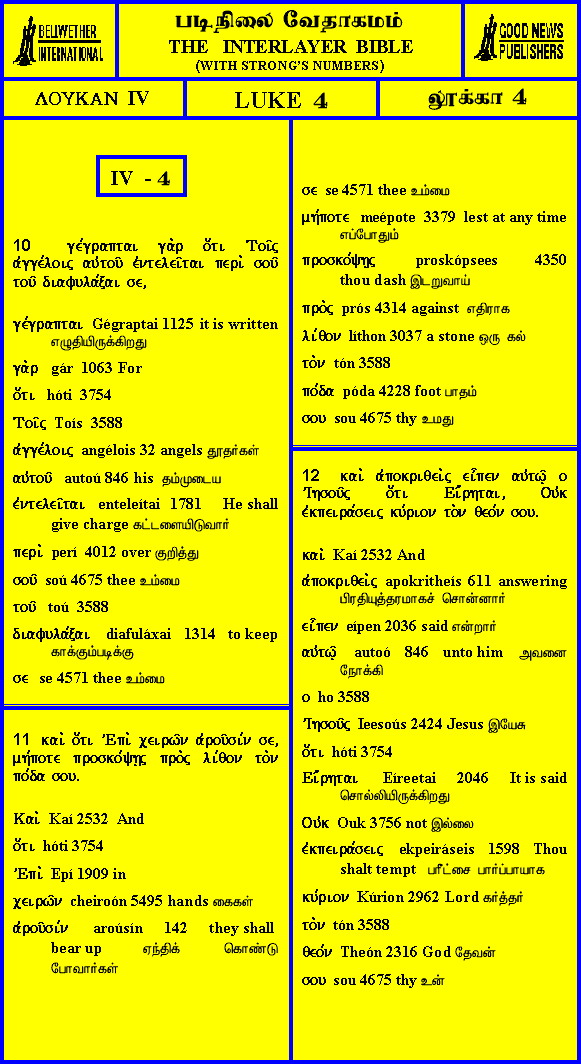 BELLWETHER
INTERNATIONAL
படிநிலை வேதாகமம்
THE INTERLAYER BIBLE
(WITH STRONG'S NUMBERS)
GOOD NEWS
PUBLISHERS
ΛΟΥΚΑΝ IV
LUKE 4
லூக்கா 4
IV - 4
10 γέγραπται γὰρ ὅτι Τοῖς
ἀγγέλοις αὐτοῦ ἐντελεῖται περὶ σοῦ
τοῦ διαφυλάξαι σε,
γέγραπται Gégraptai 1125 it is written
எழுதியிருக்கிறது
γὰρ gár 1063 For
ὅτι hóti 3754
Τοῖς Toís 3588
ἀγγέλοις angélois 32 angels தூதர்கள்
αὐτοῦ autoú 846 his தம்முடைய
ἐντελεῖται enteleítai 1781 He shall
give charge கட்டளையிடுவார்
περὶ perí 4012 over குறித்து
σοῦ soú 4675 thee உம்மை
τοῦ toú 3588
διαφυλάξαι diafuláxai 1314 to keep
காக்கும்படிக்கு
σε se 4571 thee உம்மை
11 καὶ ὅτι Ἐπὶ χειρῶν ἀροῦσίν σε,
μήποτε προσκόψῃς πρὸς λίθον τὸν
πόδα σου.
Καὶ Kaí 2532 And
ὅτι hóti 3754
Ἐπὶ Epí 1909 in
χειρῶν cheiroón 5495 hands கைகள்
ἀροῦσίν aroúsín 142 they shall
bear up ஏந்திக் கொண்டு
போவார்கள்
σε se 4571 thee உம்மை
μήποτε meépote 3379 lest at any time
எப்போதும்
προσκόψῃς proskópsees 4350
thou dash இடறுவாய்
πρὸς prós 4314 against எதிராக
λίθον líthon 3037 a stone ஒரு கல்
τὸν tón 3588
πόδα póda 4228 foot பாதம்
σου sou 4675 thy உமது
12 καὶ ἀποκριθεὶς εἶπεν αὐτῷ ο
Ἰησοῦς ὅτι Εἴρηται, Οὐκ
ἐκπειράσεις κύριον τὸν θεόν σου.
καὶ Kaí 2532 And
ἀποκριθεὶς apokritheís 611 answering
பிரதியுத்தரமாகச் சொன்னார்
εἶπεν eípen 2036 said என்றார்
αὐτῷ autoó 846 unto him அவனை
நோக்கி
ο ho 3588
Ἰησοῦς Ieesoús 2424 Jesus இயேசு
ὅτι hóti 3754
Εἴρηται Eíreetai 2046 It is said
சொல்லியிருக்கிறது
Οὐκ Ouk 3756 not இல்லை
ἐκπειράσεις ekpeiráseis 1598 Thou
shalt tempt பரீட்சை பார்ப்பாயாக
κύριον Kúrion 2962 Lord கர்த்தர்
τὸν tón 3588
θεόν Theón 2316 God தேவன்
σου sou 4675 thy உன்